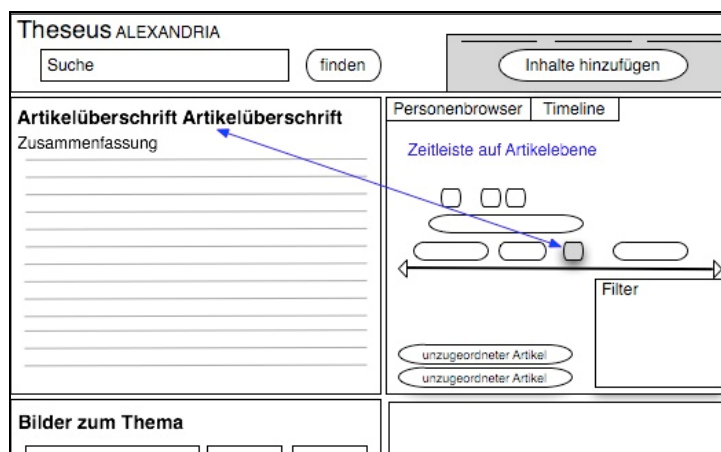 Theseus ALEXANDRIA
Suche
finden
Inhalte hinzufügen
Artikelüberschrift Artikelüberschrift
Zusammenfassung
Personenbrowser
Timeline
Zeitleiste auf Artikelebene
Filter
unzugeordneter Artikel
unzugeordneter Artikel
Bilder zum Thema